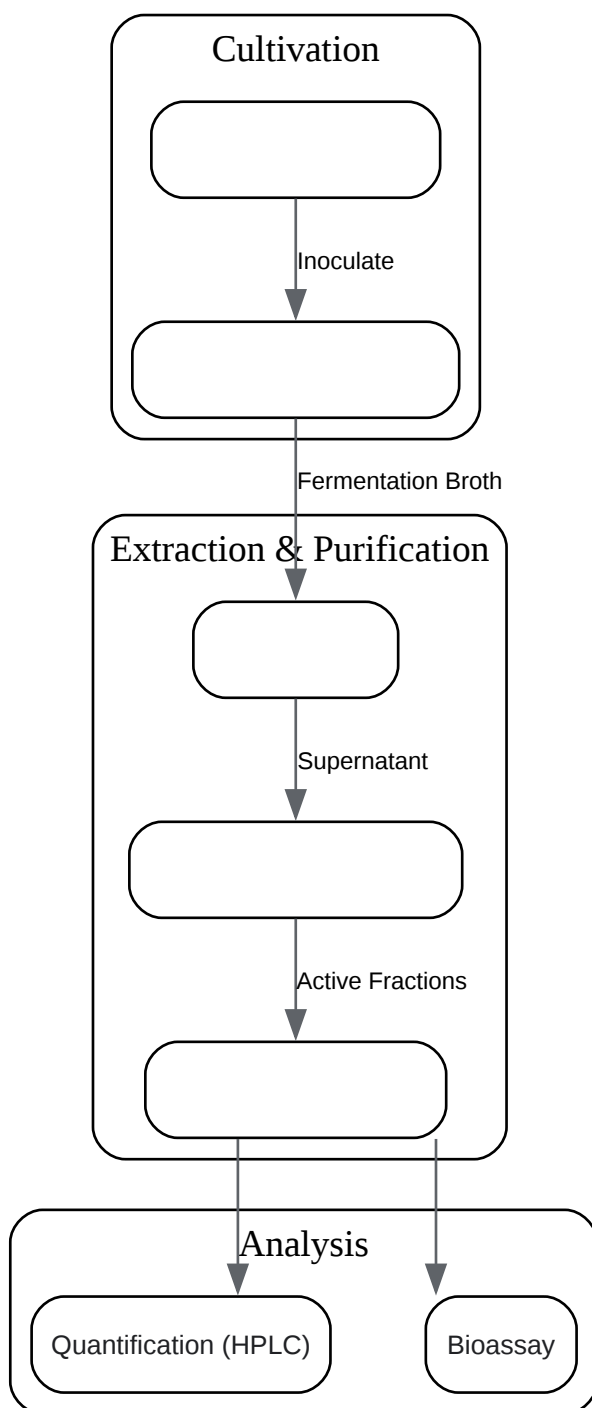 Cultivation
Inoculate
Fermentation Broth
Extraction & Purification
Supernatant
Active Fractions
Analysis
Quantification (HPLC)
Bioassay